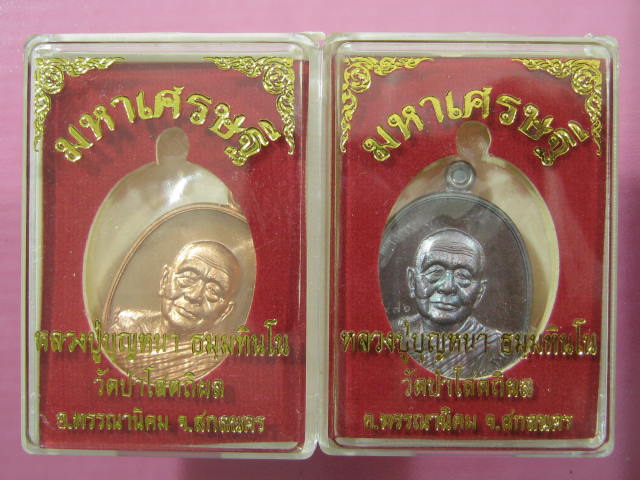 มหาเศรษฐี
หลวงปู่บุญหนา ธมฺมทินโน
วัดป่าโสตถิผล
อ.พรรณานิคม จ.สกลนคร
มหาเศรษฐี
หลวงปู่บุญหนา ธมฺมทินโน
วัดป่าโสตถิผล
อ.พรรณานิคม จ.สกลนคร